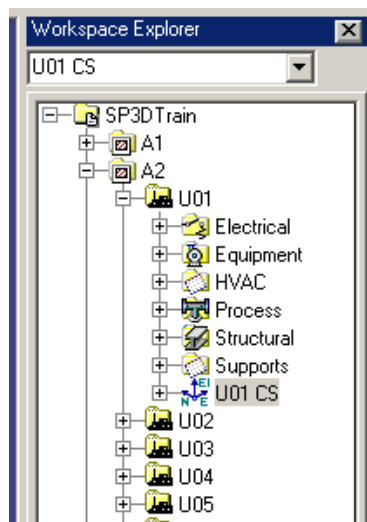 Workspace Explorer
U01 CS
SP3DTrain
A1
A2
U01
Electrical
Equipment
HVAC
Process
Structural
Supports
EI
N E
U01 CS
U02
U03
U04
U05